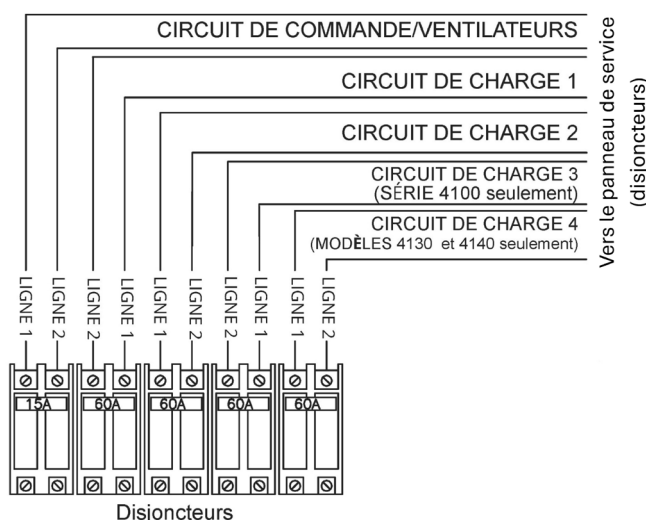 CIRCUIT DE COMMANDE/VENTILATEURS
CIRCUIT DE CHARGE 1
CIRCUIT DE CHARGE 2
CIRCUIT DE CHARGE 3
(SÉRIE 4100 seulement)
CIRCUIT DE CHARGE 4
(MODÈLES 4130 et 4140 seulement)
Vers le panneau de service
(disjoncteurs)
LIGNE 1
LIGNE 2
LIGNE 2
LIGNE 1
LIGNE 1
LIGNE 2
LIGNE 2
LIGNE 1
LIGNE 1
LIGNE 2
15A
60A
60A
60A
60A
Disjoncteurs